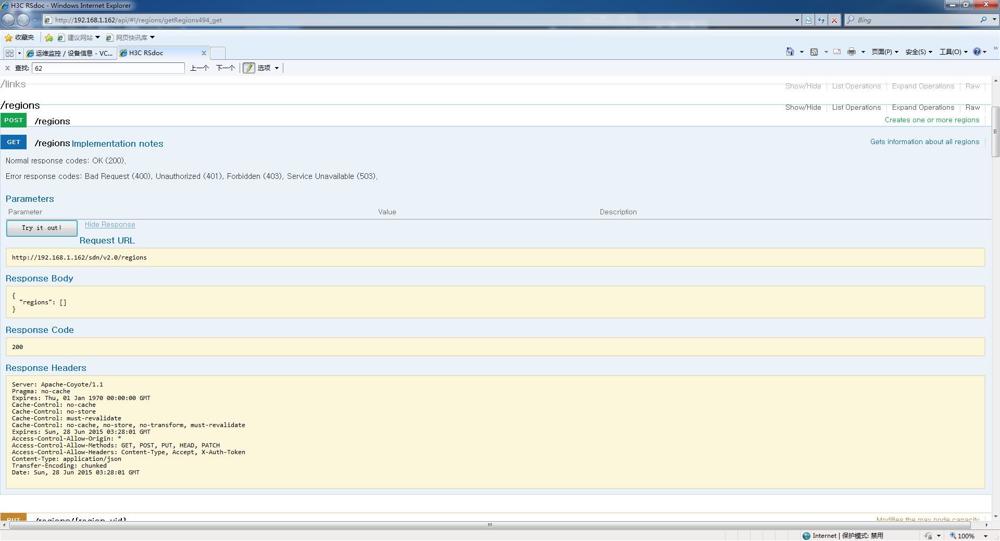 H3C RSdoc - Windows Internet Explorer
http://192.168.1.162/api/#!/regions/getRegions494_get
Bing
收藏夹
建议网站
网页快讯库
运维监控 / 设备信息 - VC...
H3C RSdoc
页面(P)
安全(S)
工具(O)
查找: 62
上一个
下一个
选项
/links
Show/Hide
List Operations
Expand Operations
Raw
/regions
Show/Hide
List Operations
Expand Operations
Raw
POST /regions
Creates one or more regions
GET /regions Implementation notes
Gets information about all regions
Normal response codes: OK (200).
Error response codes: Bad Request (400), Unauthorized (401), Forbidden (403), Service Unavailable (503).
Parameters
Parameter Value Description
Try it out! Hide Response
Request URL
http://192.168.1.162/sdn/v2.0/regions
Response Body
{
"regions": []
}
Response Code
200
Response Headers
Server: Apache-Coyote/1.1
Pragma: no-cache
Expires: Thu, 01 Jan 1970 00:00:00 GMT
Cache-Control: no-cache
Cache-Control: no-store
Cache-Control: must-revalidate
Cache-Control: no-cache, no-store, no-transform, must-revalidate
Expires: Sun, 28 Jun 2015 03:28:01 GMT
Access-Control-Allow-Origin: *
Access-Control-Allow-Methods: GET, POST, PUT, HEAD, PATCH
Access-Control-Allow-Headers: Content-Type, Accept, X-Auth-Token
Content-Type: application/json
Transfer-Encoding: chunked
Date: Sun, 28 Jun 2015 03:28:01 GMT
PUT /regions/{region_uid}
Modifies the max node capacity
Internet | 保护模式: 禁用
100%